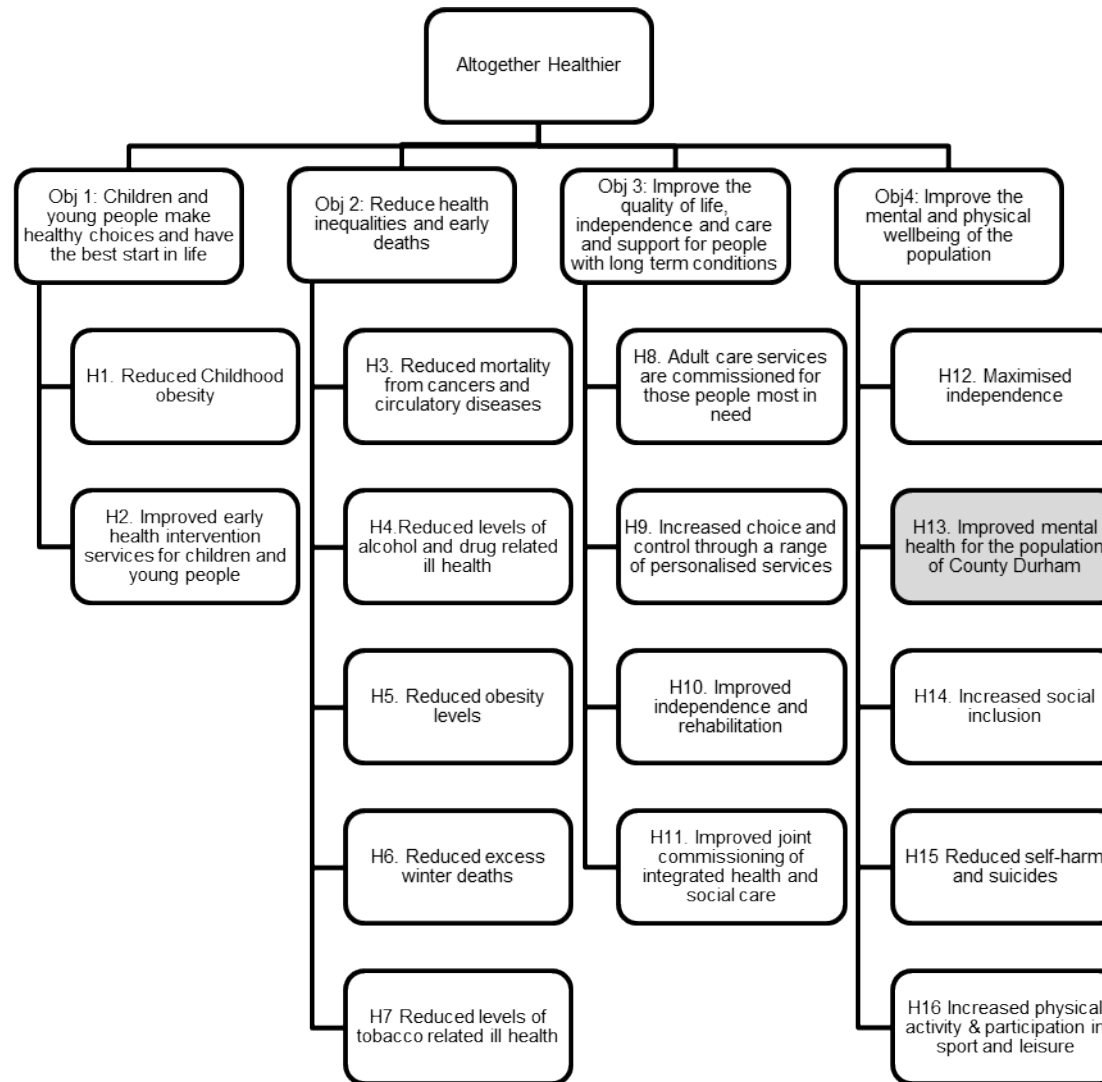 Altogether Healthier
Obj 1: Children and
young people make
healthy choices and have
the best start in life
H1. Reduced Childhood
obesity
H2. Improved early
health intervention
services for children and
young people
Obj 2: Reduce health
inequalities and early
deaths
H3. Reduced mortality
from cancers and
circulatory diseases
H4.Reduced levels of
alcohol and drug related
ill health
H5. Reduced obesity
levels
H6. Reduced excess
winter deaths
H7 Reduced levels of
tobacco related ill health
Obj 3: Improve the
quality of life,
independence and care
and support for people
with long term conditions
H8. Adult care services
are commissioned for
those people most in
need
H9. Increased choice and
control through a range
of personalised services
H10. Improved
independence and
rehabilitation
H11. Improved joint
commissioning of
integrated health and
social care
Obj4: Improve the
mental and physical
wellbeing of the
population
H12. Maximised
independence
H13. Improved mental
health for the population
of County Durham
H14. Increased social
inclusion
H15 Reduced self-harm
and suicides
H16 Increased physical
activity & participation in
sport and leisure